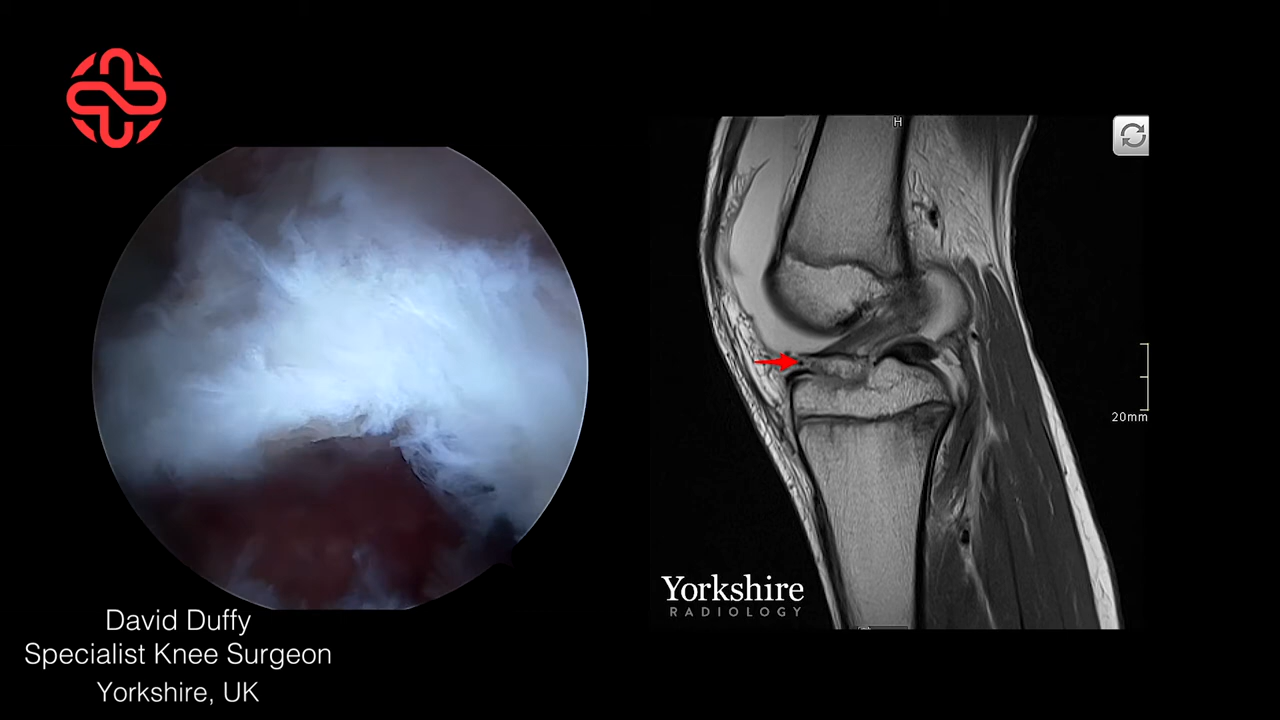 H
20mm
Yorkshire
RADIOLOGY
David Duffy
Specialist Knee Surgeon
Yorkshire, UK